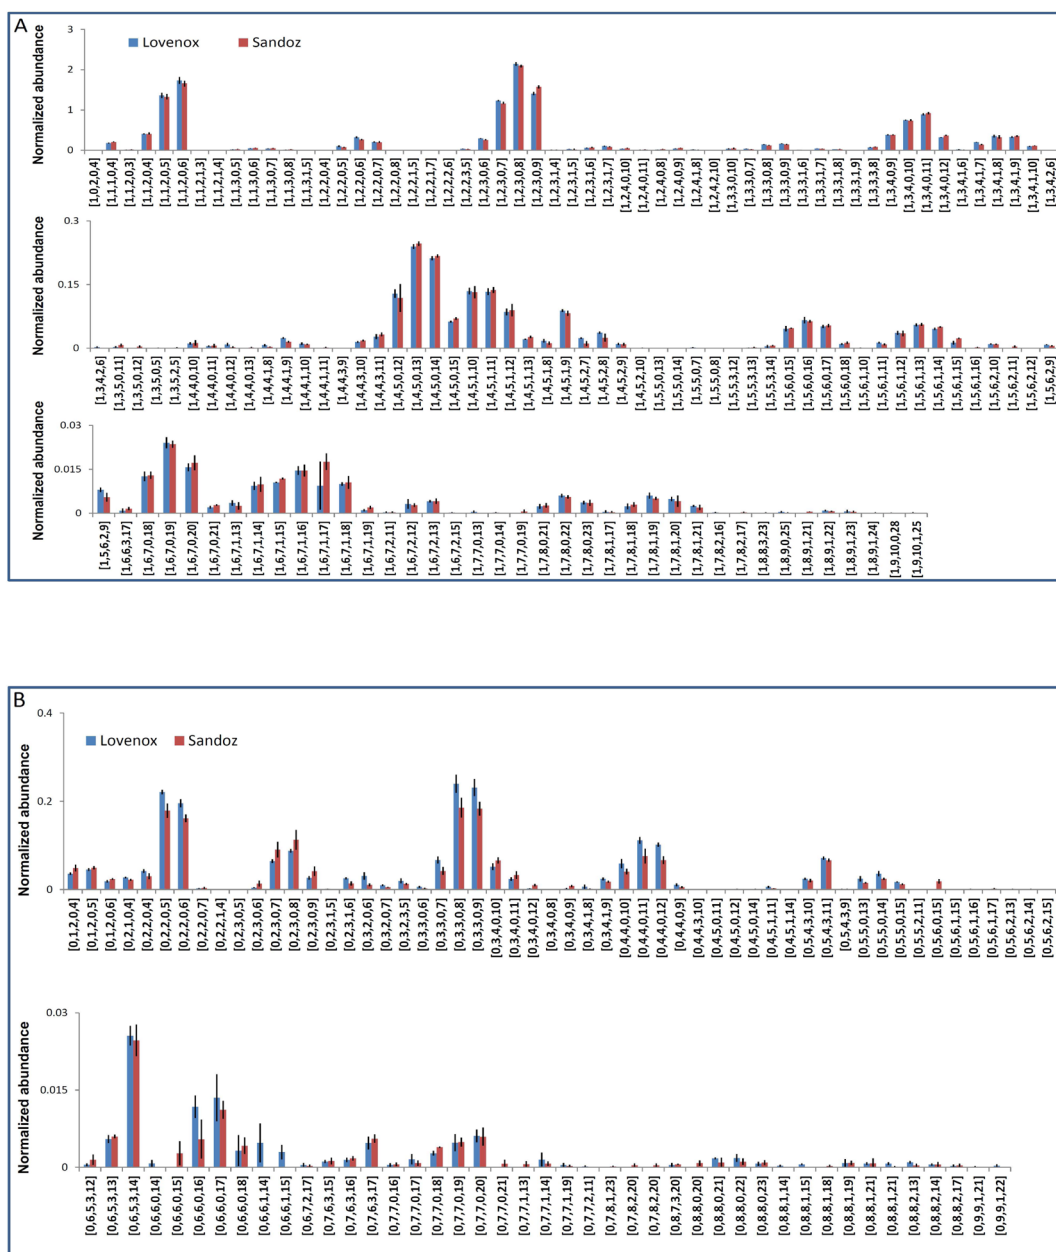 A
Normalized abundance
3
2
1
0
Lovenox
Sandoz
[1,0,2,0,4] [1,1,1,0,4] [1,1,2,0,3] [1,1,2,0,4] [1,1,2,0,5] [1,1,2,0,6] [1,1,2,1,3] [1,1,2,1,4] [1,1,3,0,5] [1,1,3,0,6] [1,1,3,0,7] [1,1,3,0,8] [1,1,3,1,5] [1,2,2,0,4] [1,2,2,0,5] [1,2,2,0,6] [1,2,2,0,7] [1,2,2,0,8] [1,2,2,1,5] [1,2,2,1,7] [1,2,2,2,6] [1,2,2,3,5] [1,2,3,0,6] [1,2,3,0,7] [1,2,3,0,8] [1,2,3,0,9] [1,2,3,1,4] [1,2,3,1,5] [1,2,3,1,6] [1,2,3,1,7] [1,2,4,0,10] [1,2,4,0,11] [1,2,4,1,8] [1,2,4,0,9] [1,2,4,1,8] [1,2,4,2,10] [1,3,3,0,10] [1,3,3,0,7] [1,3,3,0,8] [1,3,3,0,9] [1,3,3,1,6] [1,3,3,1,7] [1,3,3,1,8] [1,3,3,1,9] [1,3,3,3,8] [1,3,4,0,9] [1,3,4,0,10] [1,3,4,0,11] [1,3,4,0,12] [1,3,4,1,6] [1,3,4,1,7] [1,3,4,1,8] [1,3,4,1,9] [1,3,4,1,10] [1,3,4,2,6]
Normalized abundance
0.3
0.15
0
[1,3,4,2,6] [1,3,5,0,11] [1,3,5,0,12] [1,3,5,0,5] [1,3,5,2,5] [1,4,4,0,10] [1,4,4,0,11] [1,4,4,0,12] [1,4,4,0,13] [1,4,4,1,8] [1,4,4,1,9] [1,4,4,1,10] [1,4,4,1,11] [1,4,4,3,9] [1,4,4,3,10] [1,4,4,3,11] [1,4,5,0,12] [1,4,5,0,13] [1,4,5,0,14] [1,4,5,0,15] [1,4,5,1,10] [1,4,5,1,11] [1,4,5,1,12] [1,4,5,1,13] [1,4,5,1,8] [1,4,5,1,9] [1,4,5,2,7] [1,4,5,2,8] [1,4,5,2,9] [1,4,5,2,10] [1,5,5,0,13] [1,5,5,0,14] [1,5,5,0,7] [1,5,5,0,8] [1,5,5,3,12] [1,5,5,3,13] [1,5,5,3,14] [1,5,6,0,15] [1,5,6,0,16] [1,5,6,0,17] [1,5,6,0,18] [1,5,6,1,10] [1,5,6,1,11] [1,5,6,1,12] [1,5,6,1,13] [1,5,6,1,14] [1,5,6,1,15] [1,5,6,1,16] [1,5,6,2,10] [1,5,6,2,11] [1,5,6,2,12] [1,5,6,2,9]
Normalized abundance
0.03
0.015
0
[1,5,6,2,9] [1,6,6,3,17] [1,6,7,0,18] [1,6,7,0,19] [1,6,7,0,20] [1,6,7,0,21] [1,6,7,1,13] [1,6,7,1,14] [1,6,7,1,15] [1,6,7,1,16] [1,6,7,1,17] [1,6,7,1,18] [1,6,7,1,19] [1,6,7,2,11] [1,6,7,2,12] [1,6,7,2,13] [1,6,7,2,15] [1,7,7,0,13] [1,7,7,0,14] [1,7,7,0,19] [1,7,8,0,21] [1,7,8,0,22] [1,7,8,0,23] [1,7,8,1,17] [1,7,8,1,18] [1,7,8,1,19] [1,7,8,1,20] [1,7,8,1,21] [1,7,8,2,16] [1,7,8,2,17] [1,8,8,3,23] [1,8,9,0,25] [1,8,9,1,21] [1,8,9,1,22] [1,8,9,1,23] [1,8,9,1,24] [1,9,10,0,28] [1,9,10,1,25]
B
Normalized abundance
0.4
0.2
0
Lovenox
Sandoz
[0,1,2,0,4] [0,1,2,0,5] [0,1,2,0,6] [0,2,1,0,4] [0,2,2,0,4] [0,2,2,0,5] [0,2,2,0,6] [0,2,2,0,7] [0,2,2,1,4] [0,2,3,0,5] [0,2,3,0,6] [0,2,3,0,7] [0,2,3,0,8] [0,2,3,0,9] [0,2,3,1,5] [0,2,3,1,6] [0,3,2,0,6] [0,3,2,0,7] [0,3,2,3,5] [0,3,3,0,6] [0,3,3,0,7] [0,3,3,0,8] [0,3,3,0,9] [0,3,4,0,10] [0,3,4,0,11] [0,3,4,0,12] [0,3,4,0,8] [0,3,4,0,9] [0,3,4,1,8] [0,3,4,1,9] [0,4,4,0,10] [0,4,4,0,11] [0,4,4,0,12] [0,4,4,0,9] [0,4,4,3,10] [0,4,5,0,11] [0,4,5,0,12] [0,4,5,0,14] [0,4,5,1,11] [0,4,5,1,14] [0,5,4,3,10] [0,5,4,3,11] [0,5,4,3,9] [0,5,5,0,13] [0,5,5,0,14] [0,5,5,0,15] [0,5,5,2,11] [0,5,6,0,15] [0,5,6,1,15] [0,5,6,1,16] [0,5,6,1,17] [0,5,6,2,13] [0,5,6,2,14] [0,5,6,2,15]
Normalized abundance
0.03
0.015
0
[0,6,5,3,12] [0,6,5,3,13] [0,6,5,3,14] [0,6,6,0,14] [0,6,6,0,15] [0,6,6,0,16] [0,6,6,0,17] [0,6,6,0,18] [0,6,6,1,14] [0,6,6,1,15] [0,6,7,2,17] [0,7,6,3,15] [0,7,6,3,16] [0,7,6,3,17] [0,7,7,0,16] [0,7,7,0,17] [0,7,7,0,18] [0,7,7,0,19] [0,7,7,0,20] [0,7,7,0,21] [0,7,7,1,13] [0,7,7,1,14] [0,7,7,1,19] [0,7,7,2,11] [0,7,8,1,23] [0,7,8,2,20] [0,7,8,2,20] [0,8,7,3,20] [0,8,8,0,20] [0,8,8,0,21] [0,8,8,0,22] [0,8,8,0,23] [0,8,8,1,14] [0,8,8,1,15] [0,8,8,1,18] [0,8,8,1,19] [0,8,8,1,21] [0,8,8,1,21] [0,8,8,2,13] [0,8,8,2,14] [0,8,8,2,17] [0,9,9,1,21] [0,9,9,1,22]